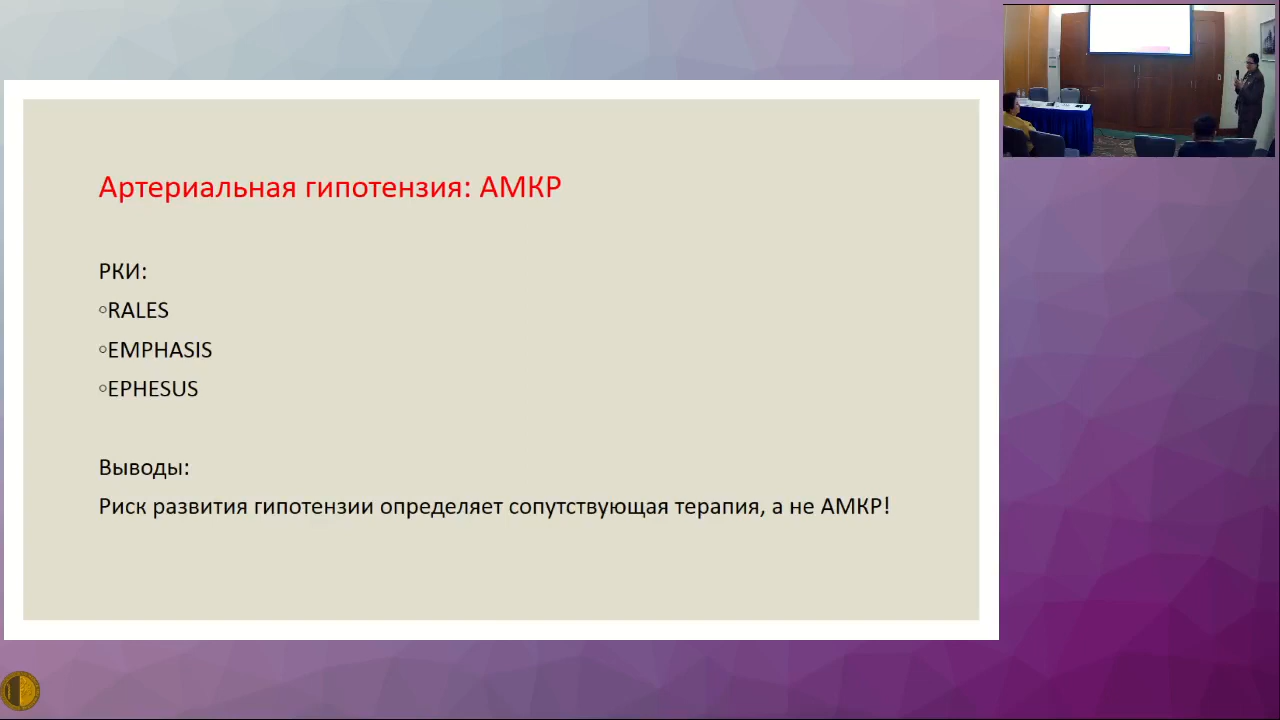 Артериальная гипотензия: АМКР
РКИ:
◦RALES
◦EMPHASIS
◦EPHESUS
Выводы:
Риск развития гипотензии определяет сопутствующая терапия, а не АМКР!